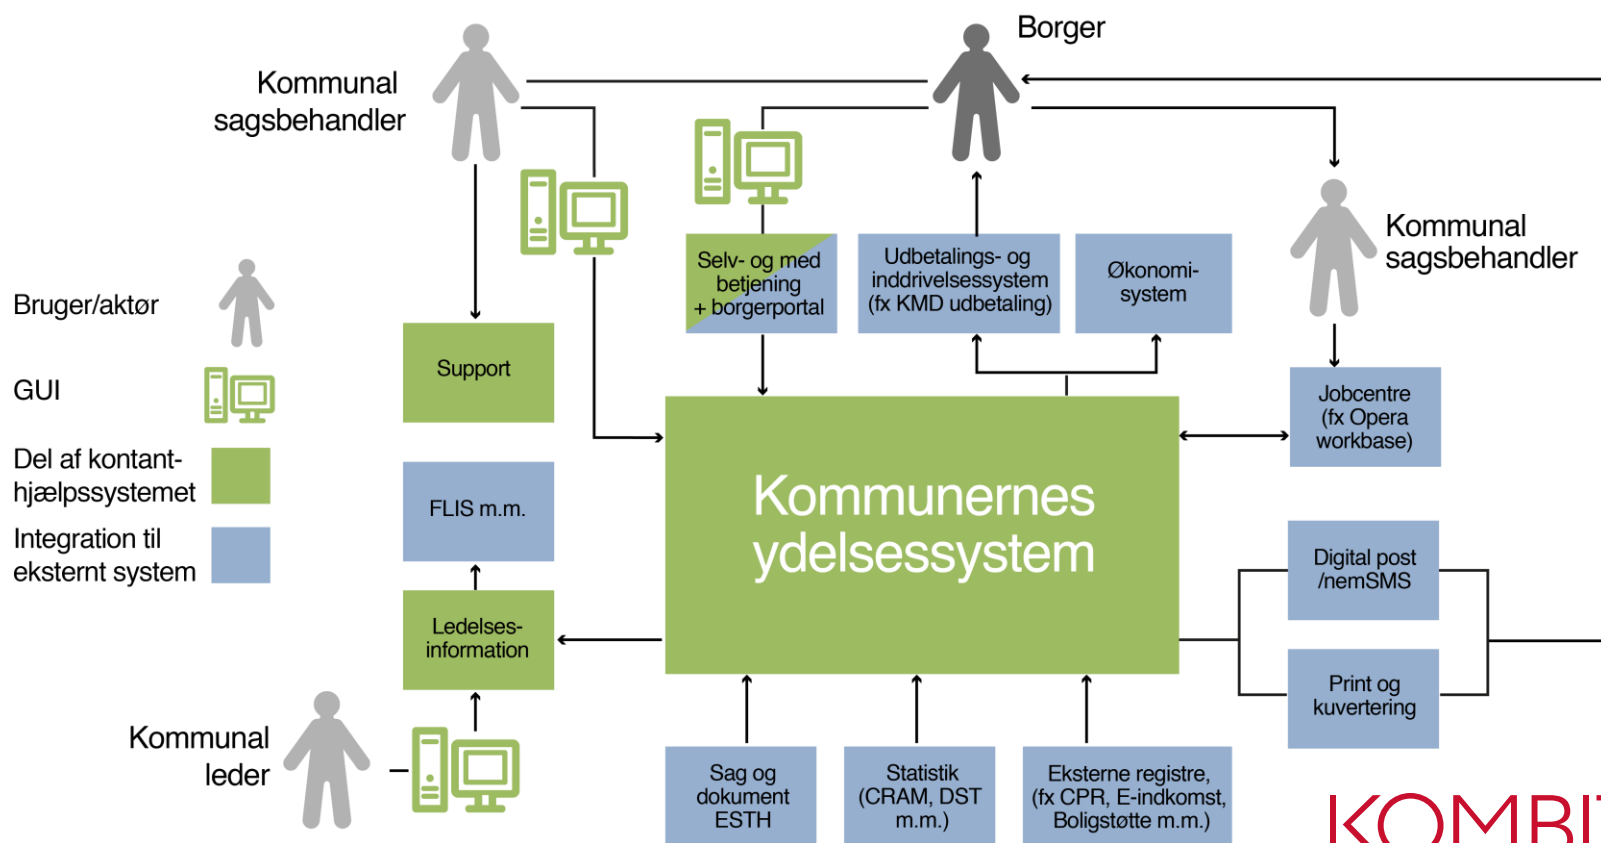 Borger
Kommunal
sagsbehandler
Kommunal
sagsbehandler
Selv- og med
betjening
+ borgerportal
Udbetalings- og
inddrivelsessystem
(fx KMD udbetaling)
Økonomi-
system
Bruger/aktør
GUI
Del af kontant-
hjælpssystemet
Integration til
eksternt system
Support
FLIS m.m.
Ledelses-
information
Kommunernes
ydelsessystem
Jobcentre
(fx Opera
workbase)
Digital post
/nemSMS
Print og
kuvertering
Kommunal
leder
Sag og
dokument
ESTH
Statistik
(CRAM, DST
m.m.)
Eksterne registre,
(fx CPR, E-indkomst,
Boligstøtte m.m.)
KOMBIT